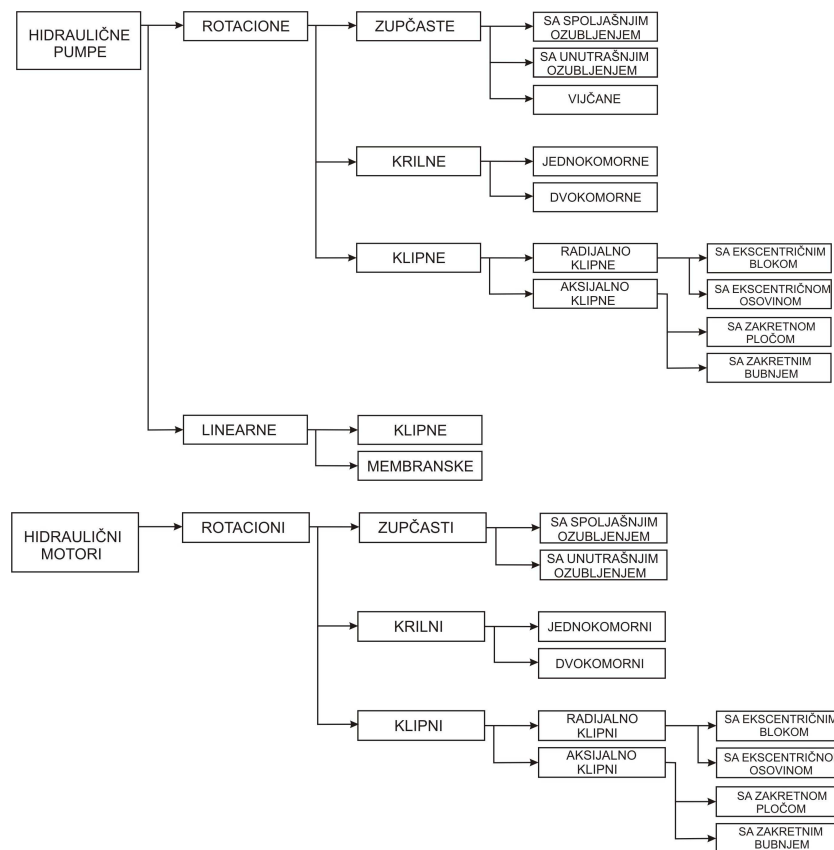 HIDRAULIČNE
PUMPE
ROTACIONE
ZUPČASTE
SA SPOLJAŠNJIM
OZUBLJENJEM
SA UNUTRAŠNJIM
OZUBLJENJEM
VIJČANE
KRILNE
JEDNOKOMORNE
DVOKOMORNE
KLIPNE
RADIJALNO
KLIPNE
AKSIJALNO
KLIPNE
SA EKSCENTRIČNIM
BLOKOM
SA EKSCENTRIČNOM
OSOVINOM
SA ZAKRETNOM
PLOČOM
SA ZAKRETNIM
BUBNJEM
LINEARNE
KLIPNE
MEMBRANSKE
HIDRAULIČNI
MOTORI
ROTACIONI
ZUPČASTI
SA SPOLJAŠNJIM
OZUBLJENJEM
SA UNUTRAŠNJIM
OZUBLJENJEM
KRILNI
JEDNOKOMORNI
DVOKOMORNI
KLIPNI
RADIJALNO
KLIPNI
AKSIJALNO
KLIPNI
SA EKSCENTRIČNIM
BLOKOM
SA EKSCENTRIČNO
OSOVINOM
SA ZAKRETNOM
PLOČOM
SA ZAKRETNIM
BUBNJEM